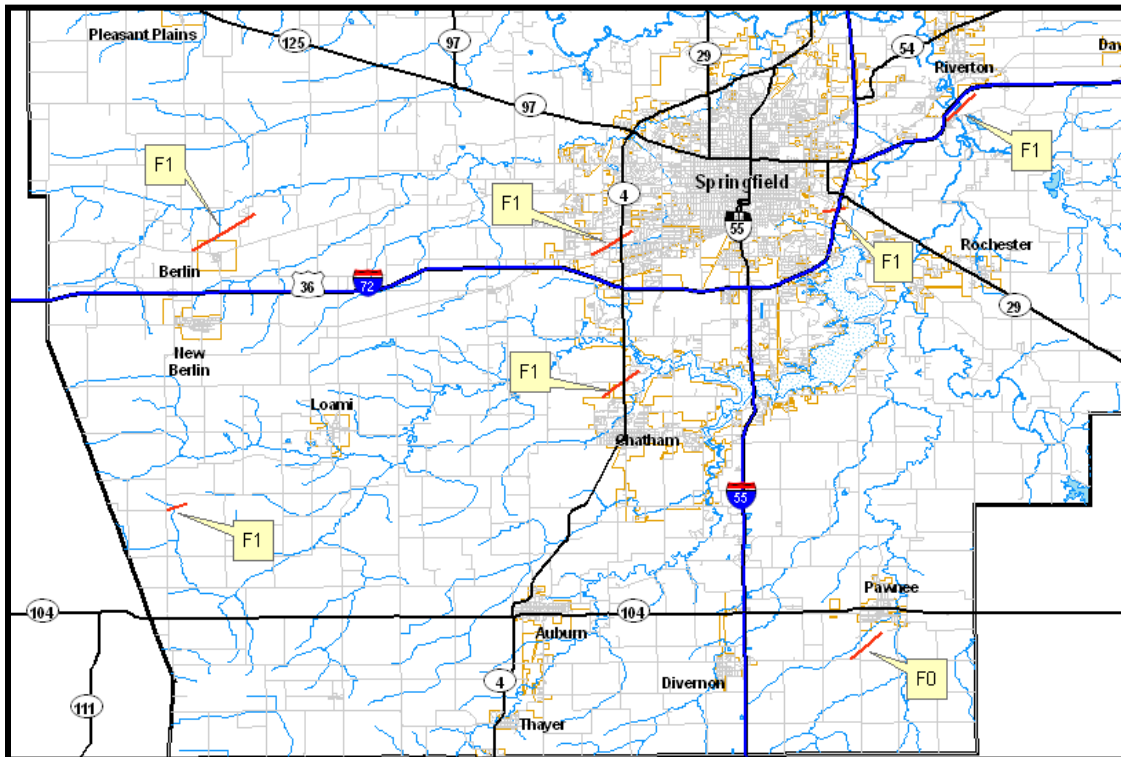 Pleasant Plains
125
97
29
54
Day
Riverton
97
F1
F1
4
Springfield
F1
55
F1
Rochester
Berlin
36
72
29
New
Berlin
F1
Loami
Chatham
55
F1
Pawnee
104
104
Auburn
F0
4
Divernon
111
Thayer